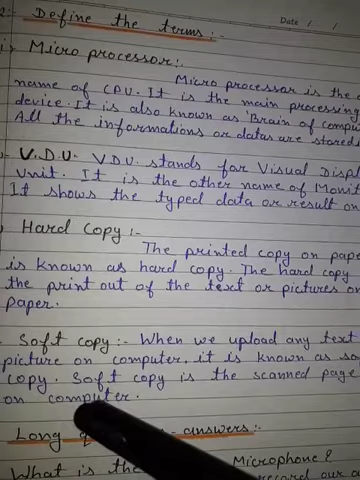 2. Define the terms:-
Date / /
i) Micro processor:-
Micro processor is the
name of CPU. It is the main processing
device. It is also known as 'Brain of
All the informations or datas are stored
V.D.U:- VDU stands for Visual
Unit. It is the other name of
It shows the typed data or result on
Hard Copy :-
The printed copy on
is known as hard copy. The hard copy
the print out of the text or pictures on
paper.
Soft copy:- When we upload any text
picture on computer, it is known as
copy. Soft copy is the scanned page
on computer.
Long answers:-
What is the Microphone?